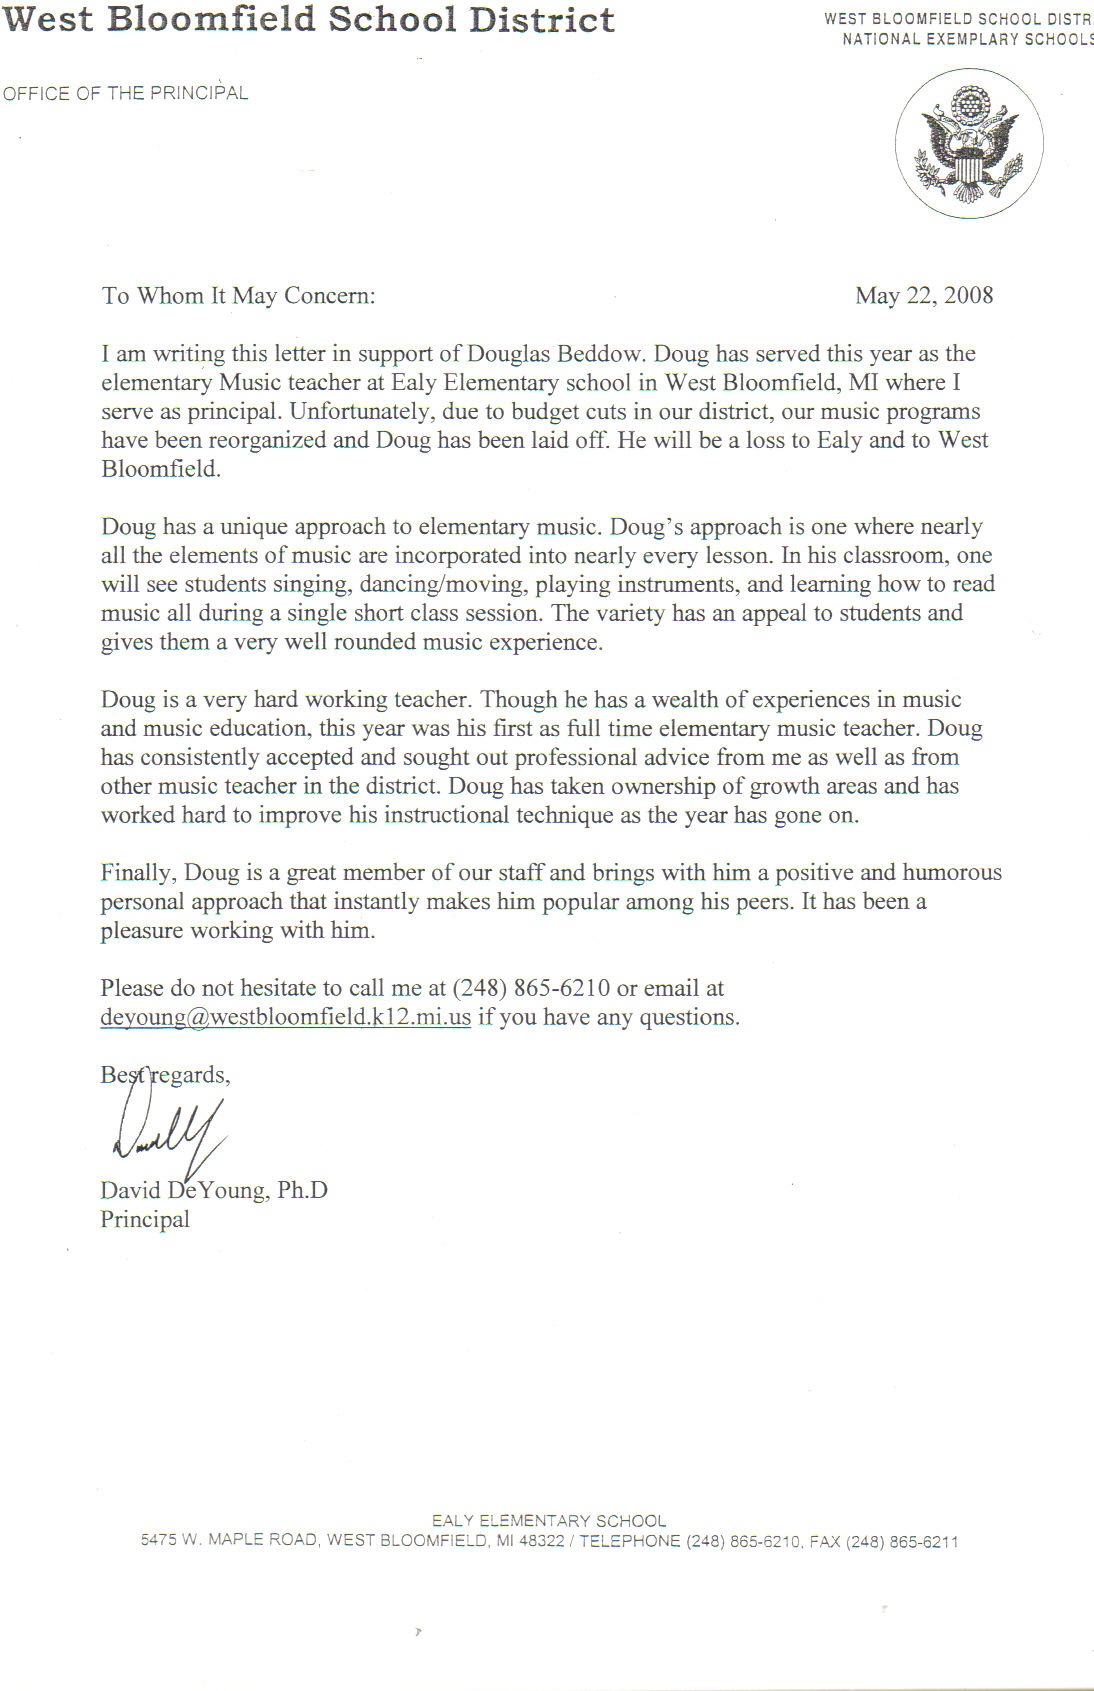 West Bloomfield School District
WEST BLOOMFIELD SCHOOL DISTR
NATIONAL EXEMPLARY SCHOOLS
OFFICE OF THE PRINCIPAL
To Whom It May Concern: May 22, 2008
I am writing this letter in support of Douglas Beddow. Doug has served this year as the
elementary Music teacher at Ealy Elementary school in West Bloomfield, MI where I
serve as principal. Unfortunately, due to budget cuts in our district, our music programs
have been reorganized and Doug has been laid off. He will be a loss to Ealy and to West
Bloomfield.
Doug has a unique approach to elementary music. Doug’s approach is one where nearly
all the elements of music are incorporated into nearly every lesson. In his classroom, one
will see students singing, dancing/moving, playing instruments, and learning how to read
music all during a single short class session. The variety has an appeal to students and
gives them a very well rounded music experience.
Doug is a very hard working teacher. Though he has a wealth of experiences in music
and music education, this year was his first as full time elementary music teacher. Doug
has consistently accepted and sought out professional advice from me as well as from
other music teacher in the district. Doug has taken ownership of growth areas and has
worked hard to improve his instructional technique as the year has gone on.
Finally, Doug is a great member of our staff and brings with him a positive and humorous
personal approach that instantly makes him popular among his peers. It has been a
pleasure working with him.
Please do not hesitate to call me at (248) 865-6210 or email at
deyoung@westbloomfield.k12.mi.us if you have any questions.
Best regards,
David DeYoung, Ph.D
Principal
EALY ELEMENTARY SCHOOL
5475 W. MAPLE ROAD, WEST BLOOMFIELD, MI 48322 / TELEPHONE (248) 865-6210, FAX (248) 865-6211